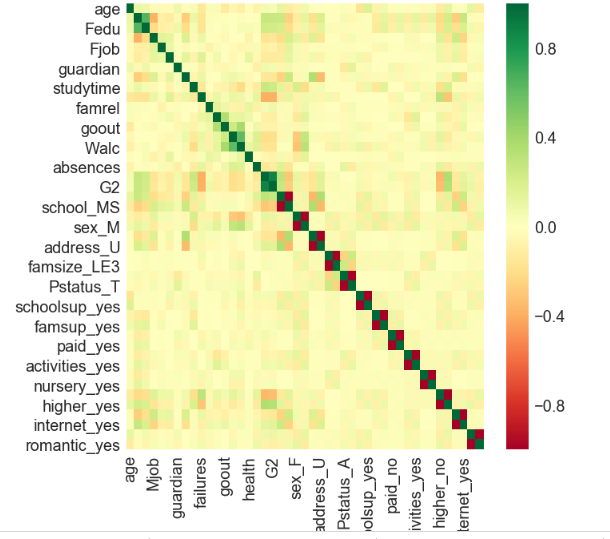 age
Fedu
Fjob
guardian
studytime
famrel
goout
Walc
absences
G2
school_MS
sex_M
address_U
famsize_LE3
Pstatus_T
schoolsup_yes
famsup_yes
paid_yes
activities_yes
nursery_yes
higher_yes
internet_yes
romantic_yes
0.8
0.4
0.0
−0.4
−0.8
age
Mjob
guardian
failures
goout
health
G2
sex_F
address_U
Pstatus_A
olsup_yes
paid_no
ivities_yes
higher_no
ternet_yes